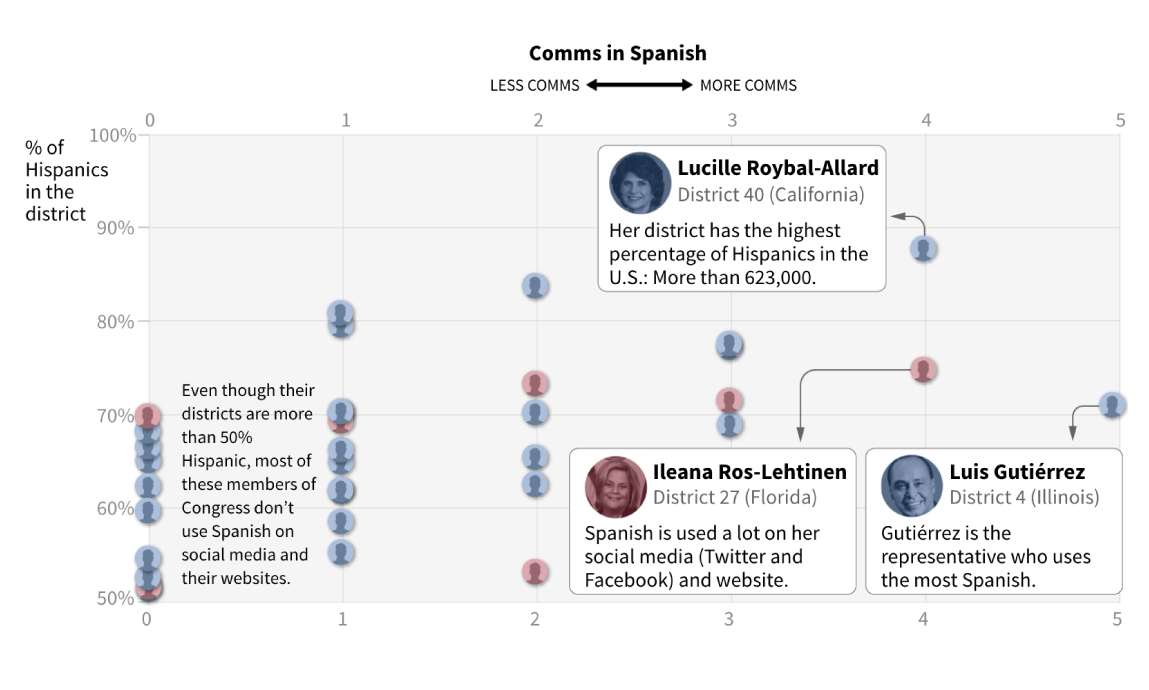 Comms in Spanish
LESS COMMS MORE COMMS
0 1 2 3 4 5
% of
Hispanics
in the
district
100%
90%
80%
70%
60%
50%
Lucille Roybal-Allard
District 40 (California)
Her district has the highest
percentage of Hispanics in the
U.S.: More than 623,000.
Even though their
districts are more
than 50%
Hispanic, most of
these members of
Congress don’t
use Spanish on
social media and
their websites.
Ileana Ros-Lehtinen
District 27 (Florida)
Spanish is used a lot on her
social media (Twitter and
Facebook) and website.
Luis Gutiérrez
District 4 (Illinois)
Gutiérrez is the
representative who uses
the most Spanish.
0 1 2 3 4 5